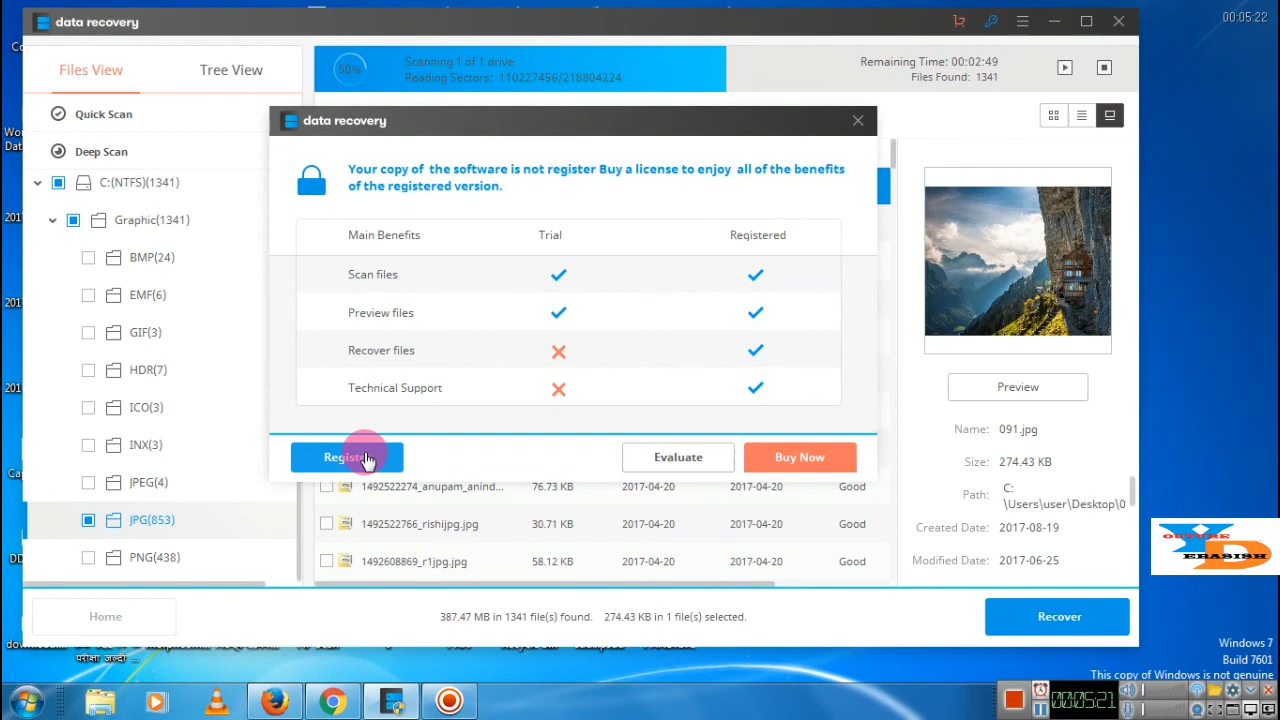 data recovery
00:05:22
Files View
Tree View
50%
Scanning 1 of 1 drive
Reading Sectors: 110227456/218804224
Remaining Time: 00:02:49
Files Found: 1341
Quick Scan
Deep Scan
C:(NTFS)(1341)
Graphic(1341)
BMP(24)
EMF(6)
GIF(3)
HDR(7)
ICO(3)
INX(3)
JPEG(4)
JPG(853)
PNG(438)
data recovery
Your copy of the software is not register Buy a license to enjoy all of the benefits
of the registered version.
Main Benefits Trial Registered
Scan files
Preview files
Recover files
Technical Support
Evaluate
Buy Now
1492522274_anupam_anind... 76.73 KB 2017-04-20 2017-04-20 Good
1492522766_rishijpg.jpg 30.71 KB 2017-04-20 2017-04-20 Good
1492608869_r1jpg.jpg 58.12 KB 2017-04-20 2017-04-20 Good
Preview
Name: 091.jpg
Size: 274.43 KB
Path: C:
\Users\user\Desktop\0
Created Date: 2017-08-19
Modified Date: 2017-06-25
Home
387.47 MB in 1341 file(s) found. 274.43 KB in 1 file(s) selected.
Recover
परीक्षा जल्दी ...
Windows 7
Build 7601
This copy of Windows is not genuine
00:05:21